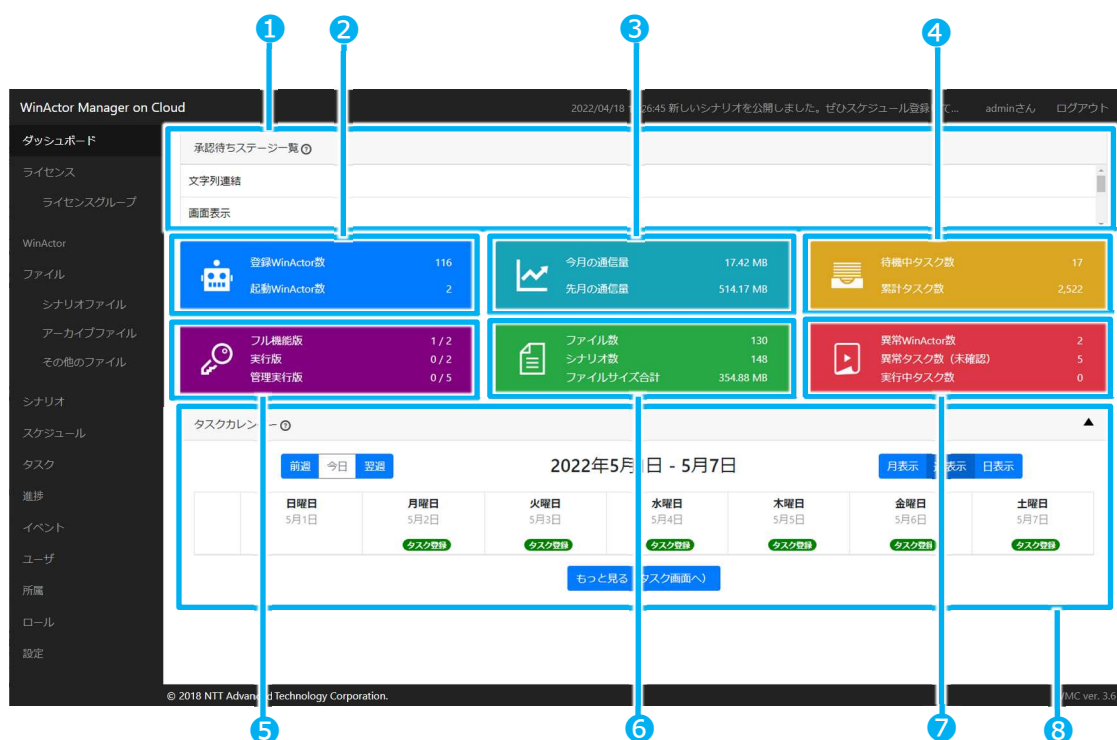 1 2 3 4
WinActor Manager on Cloud
2022/04/18 1 26:45 新しいシナリオを公開しました。ぜひスケジュール登録 て... adminさん ログアウト
ダッシュボード
承認待ちステージ一覧
ライセンス
文字列連結
ライセンスグループ
画面表示
WinActor
登録WinActor数 116
今月の通信量 17.42 MB
待機中タスク数 17
ファイル
起動WinActor数 2
先月の通信量 514.17 MB
累計タスク数 2,522
シナリオファイル
アーカイブファイル
フル機能版 1 / 2
ファイル数 130
異常WinActor数 2
その他のファイル
実行版 0 / 2
シナリオ数 148
異常タスク数（未確認） 5
管理実行版 0 / 5
ファイルサイズ合計 354.88 MB
実行中タスク数 0
シナリオ
タスクカレン ー
スケジュール
タスク
前週 今日 翌週
2022年5月 日 - 5月7日
月表示 表示 日表示
進捗
日曜日 月曜日 火曜日 水曜日 木曜日 金曜日 土曜日
5月1日 5月2日 5月3日 5月4日 5月5日 5月6日 5月7日
イベント
タスク登録 タスク登録 タスク登録 タスク登録 タスク登録 タスク登録
ユーザ
もっと見る タスク画面へ）
所属
ロール
設定
© 2018 NTT Advan d Technology Corporation.
MC ver. 3.6
5 6 7 8